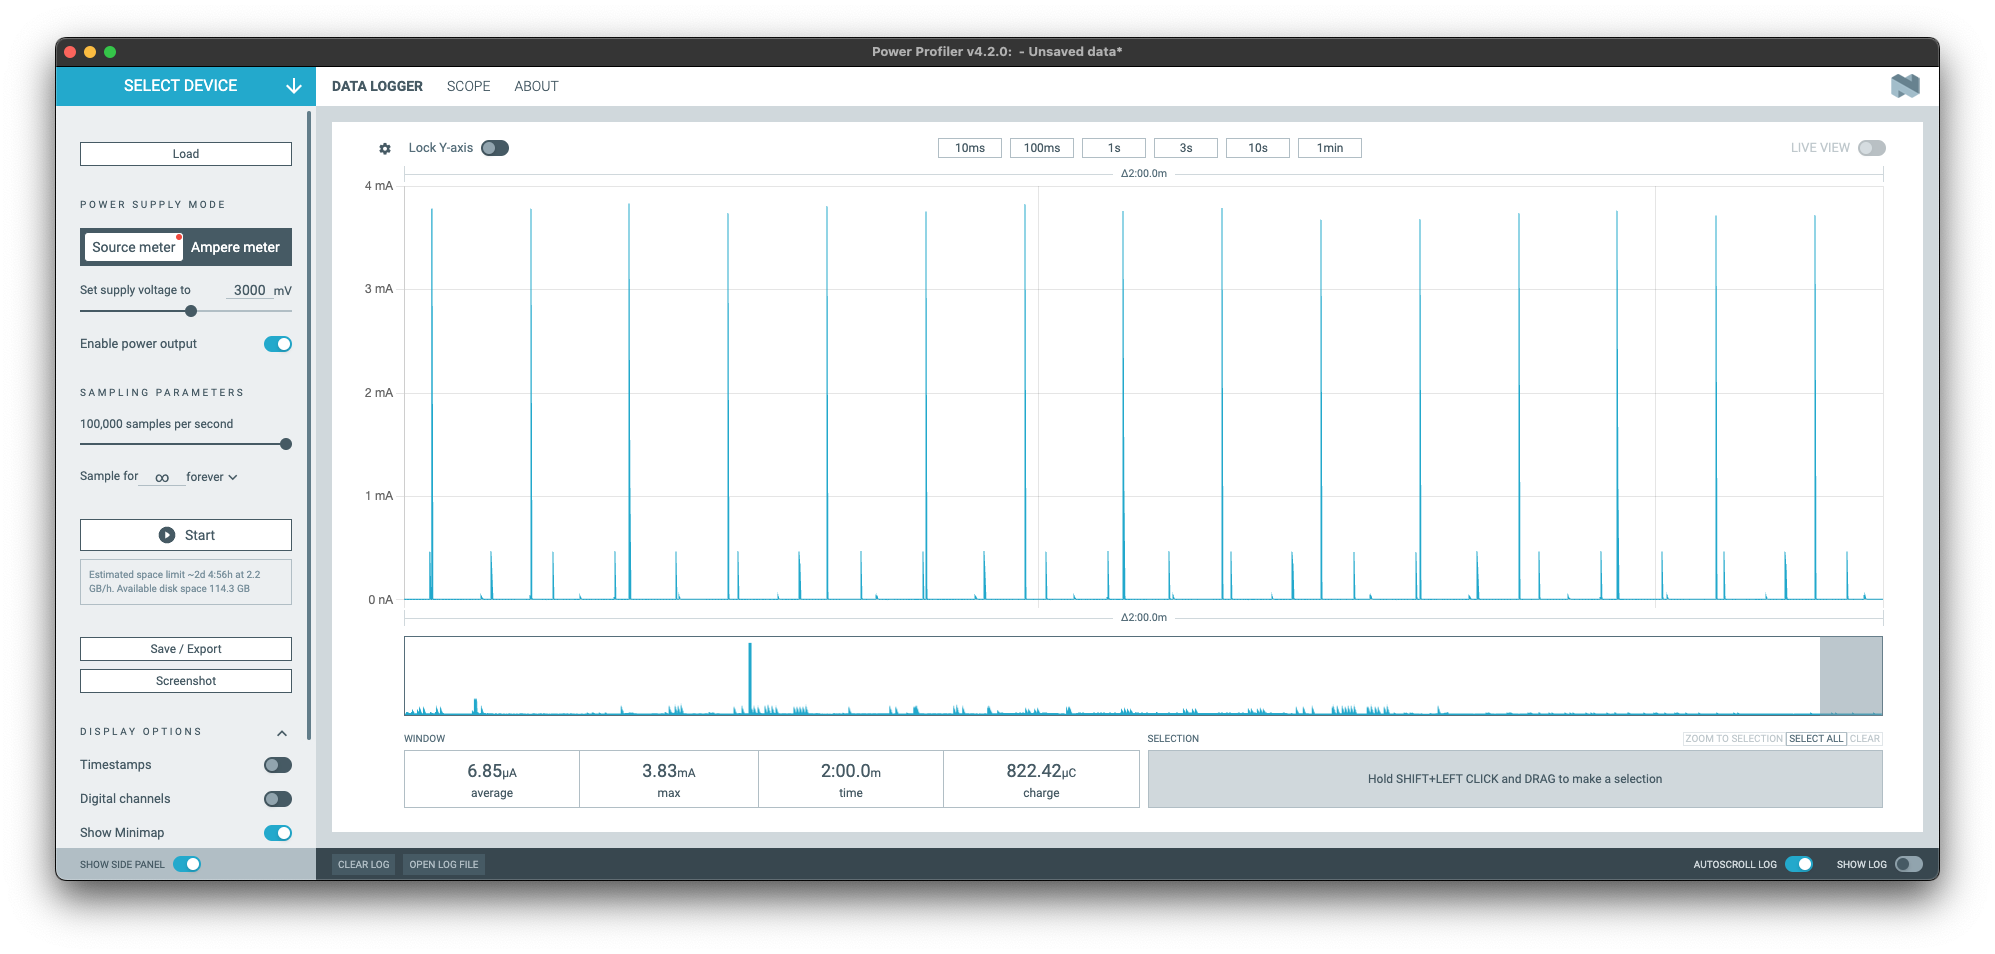 Power Profiler v4.2.0:  - Unsaved data*
SELECT DEVICE
DATA LOGGER SCOPE ABOUT
Load
POWER SUPPLY MODE
Source meter Ampere meter
Set supply voltage to 3000 mV
Enable power output
SAMPLING PARAMETERS
100,000 samples per second
Sample for ∞ forever
Start
Estimated space limit ~2d 4:56h at 2.2
GB/h. Available disk space 114.3 GB
Save / Export
Screenshot
DISPLAY OPTIONS
Timestamps
Digital channels
Show Minimap
SHOW SIDE PANEL
Lock Y-axis
10ms 100ms 1s 3s 10s 1min
LIVE VIEW
Δ2:00.0m
4 mA
3 mA
2 mA
1 mA
0 nA
Δ2:00.0m
WINDOW
6.85μA
average
3.83mA
max
2:00.0m
time
822.42μC
charge
SELECTION
ZOOM TO SELECTION SELECT ALL CLEAR
Hold SHIFT+LEFT CLICK and DRAG to make a selection
CLEAR LOG OPEN LOG FILE
AUTOSCROLL LOG SHOW LOG